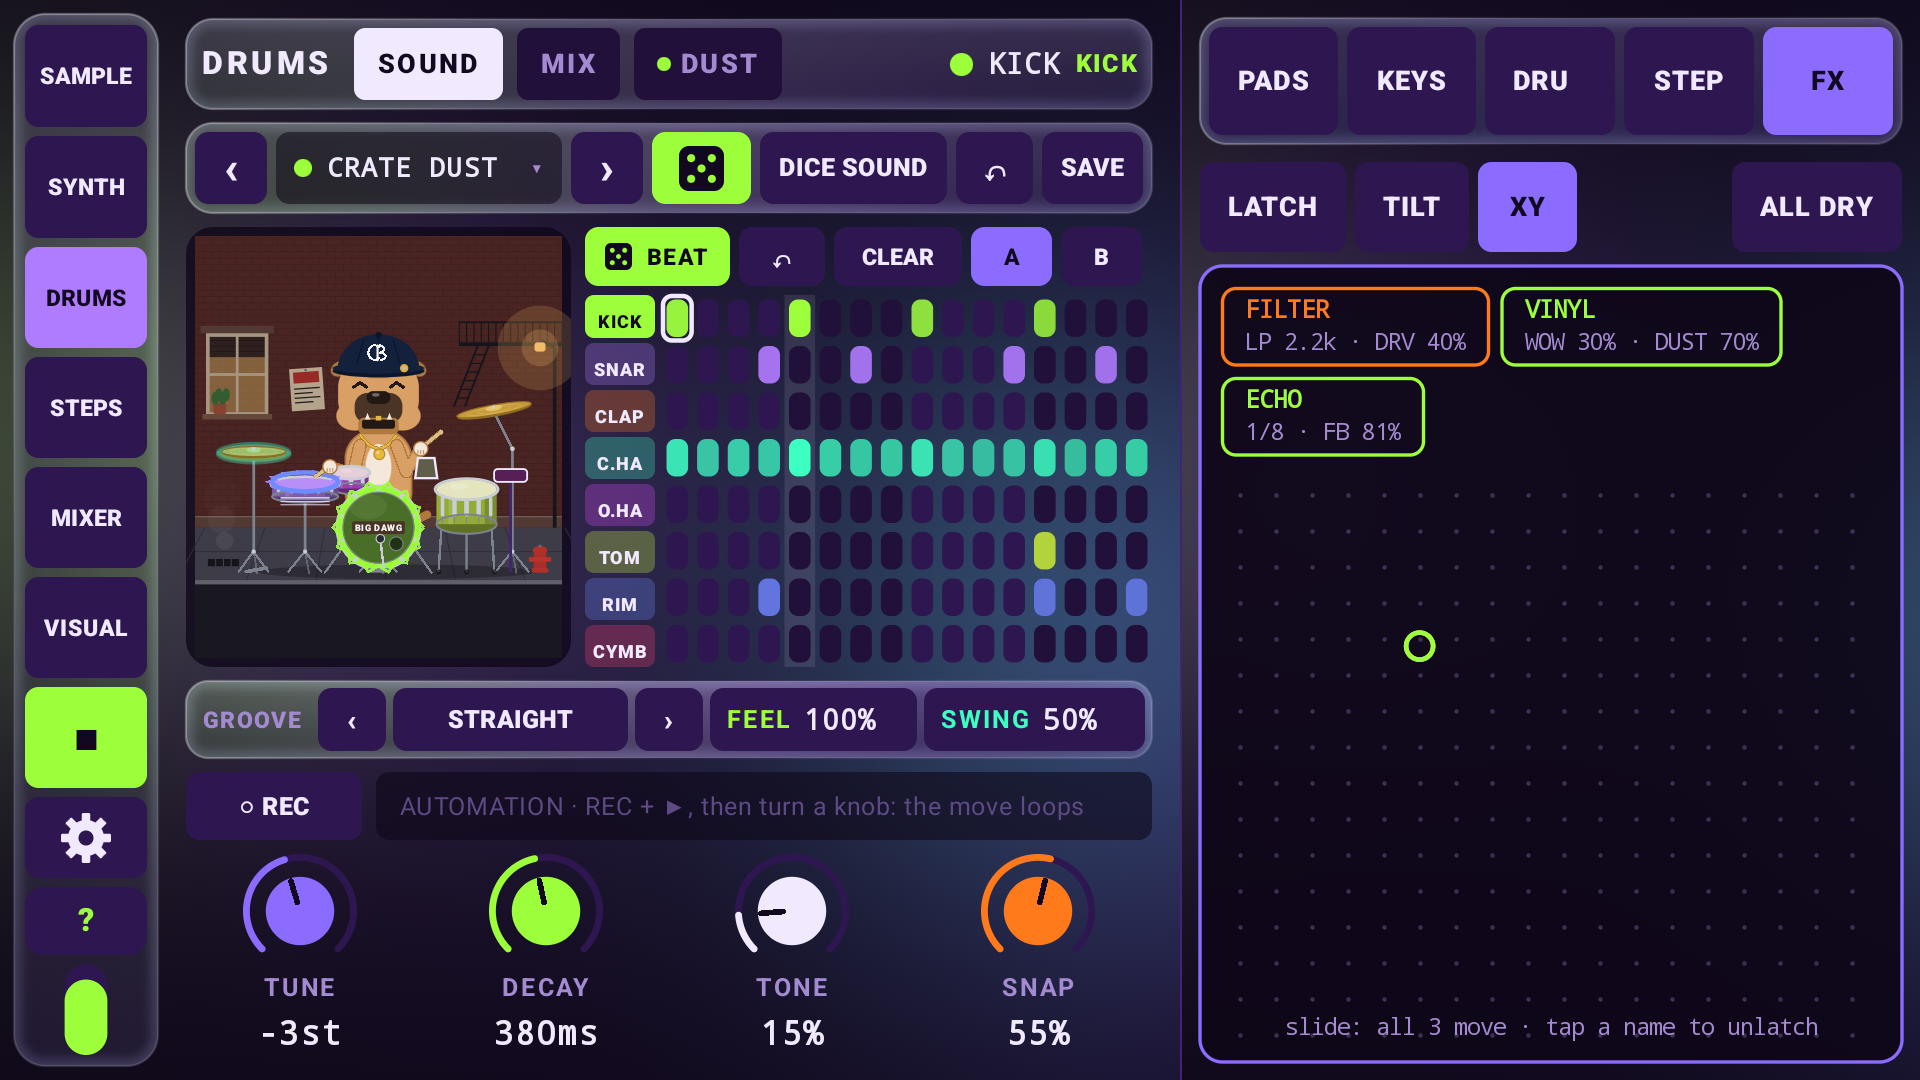 SAMPLE
SYNTH
DRUMS
STEPS
MIXER
VISUAL
?
DRUMS SOUND MIX DUST KICK KICK
‹ CRATE DUST ▾ › DICE SOUND ↶ SAVE
BEAT ↶ CLEAR A B
KICK
SNAR
CLAP
C.HA
O.HA
TOM
RIM
CYMB
CB
BIG DAWG
GROOVE ‹ STRAIGHT › FEEL 100% SWING 50%
○ REC AUTOMATION · REC + ►, then turn a knob: the move loops
TUNE DECAY TONE SNAP
-3st 380ms 15% 55%
PADS KEYS DRU STEP FX
LATCH TILT XY ALL DRY
FILTER
LP 2.2k · DRV 40%
VINYL
WOW 30% · DUST 70%
ECHO
1/8 · FB 81%
slide: all 3 move · tap a name to unlatch